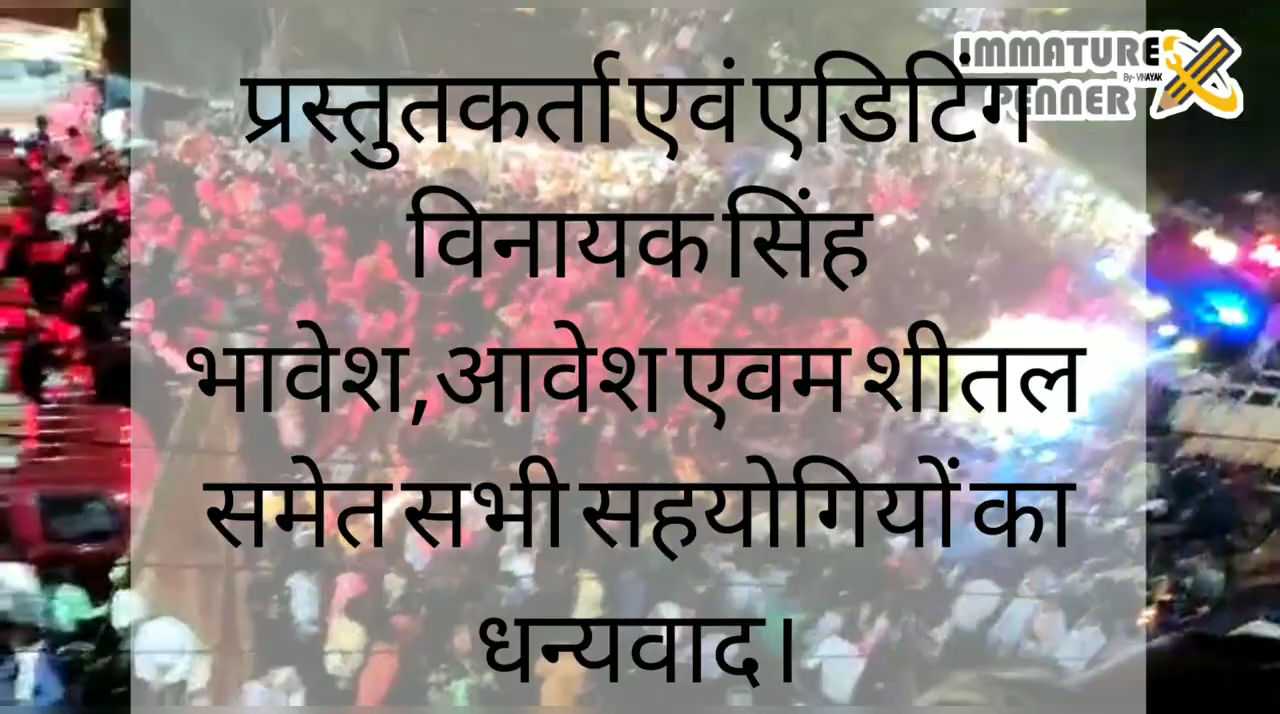 प्रस्तुतकर्ता एवं एडिटिंग
विनायक सिंह
भावेश,आवेश एवम शीतल
समेत सभी सहयोगियों का
धन्यवाद।
IMMATURE
By- VINAYAK
PENNER